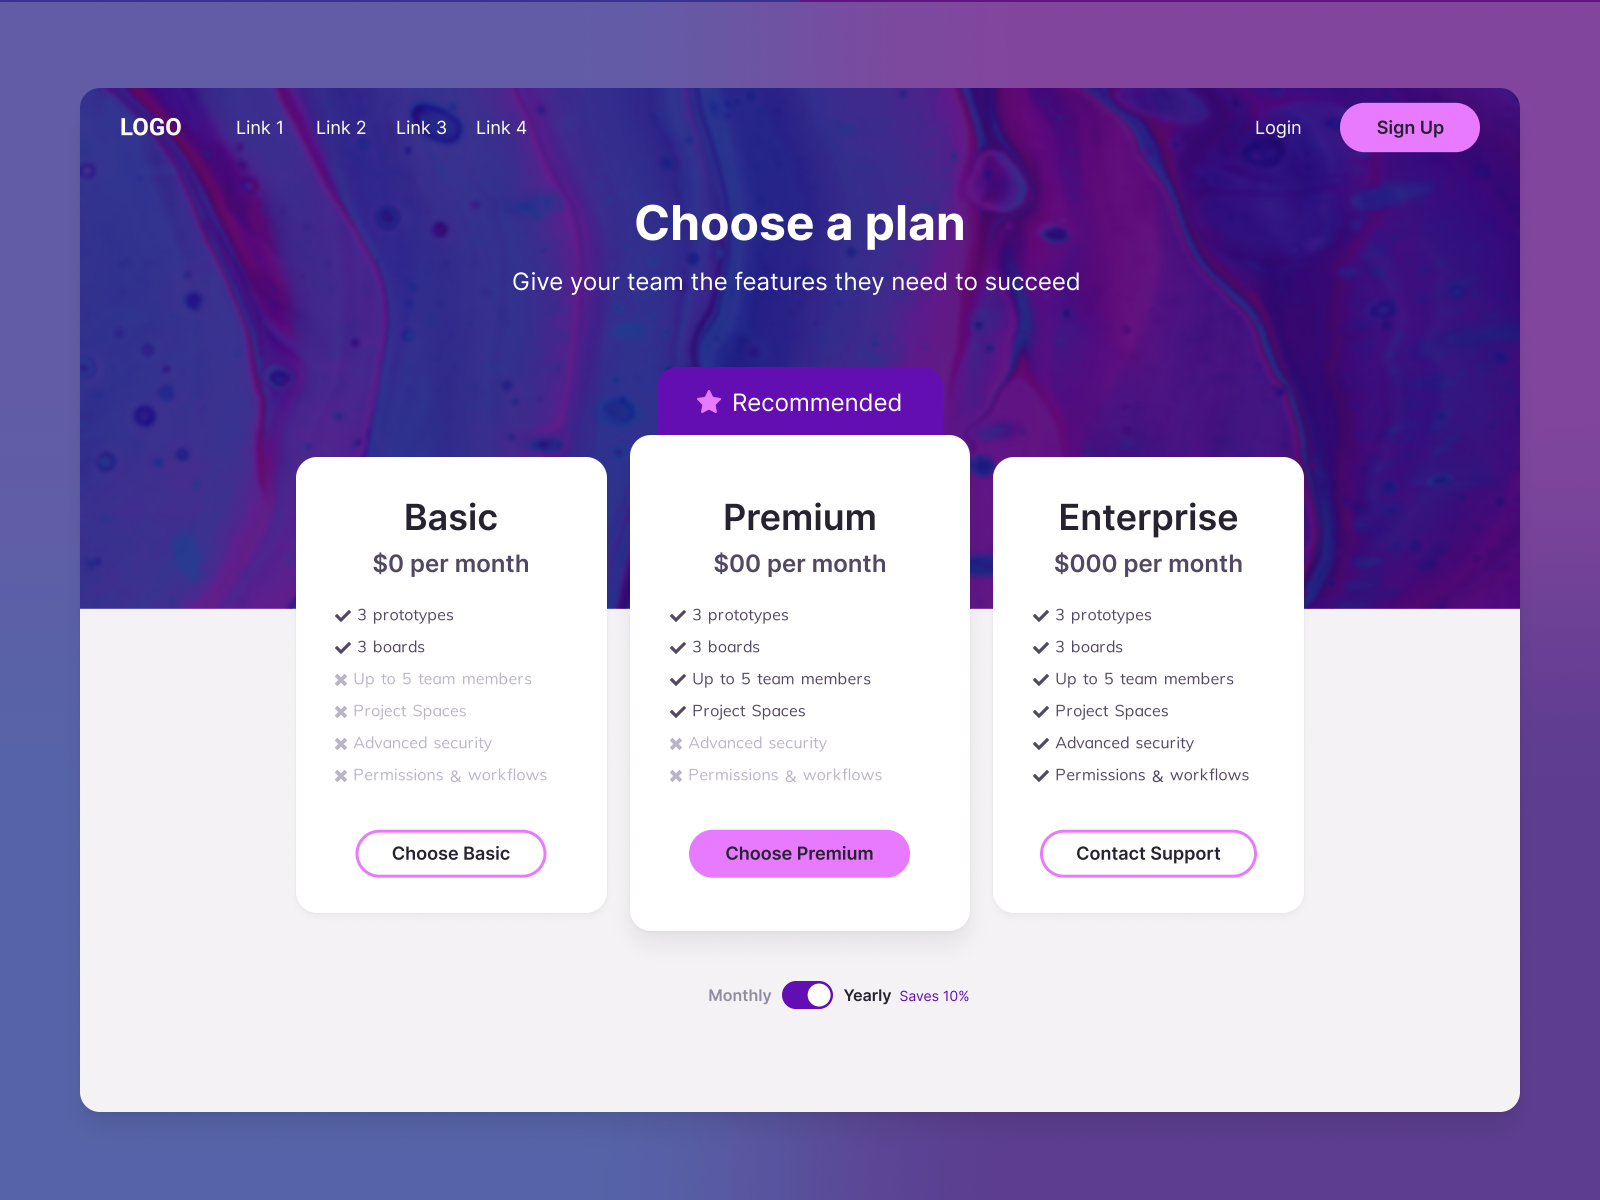 LOGO Link 1 Link 2 Link 3 Link 4 Login Sign Up
Choose a plan
Give your team the features they need to succeed
Recommended
Basic
$0 per month
3 prototypes
3 boards
Up to 5 team members
Project Spaces
Advanced security
Permissions & workflows
Choose Basic
Premium
$00 per month
3 prototypes
3 boards
Up to 5 team members
Project Spaces
Advanced security
Permissions & workflows
Choose Premium
Enterprise
$000 per month
3 prototypes
3 boards
Up to 5 team members
Project Spaces
Advanced security
Permissions & workflows
Contact Support
Monthly Yearly Saves 10%